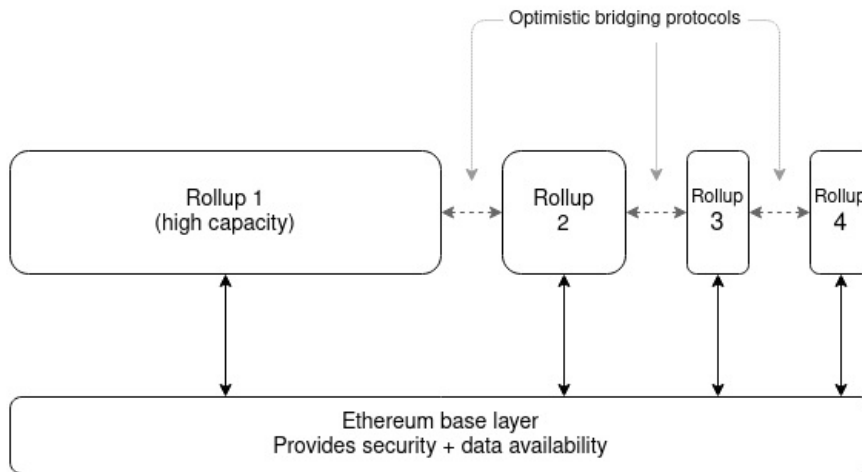 Optimistic bridging protocols
Rollup 1
(high capacity)
Rollup
2
Rollup
3
Rollup
4
Ethereum base layer
Provides security + data availability